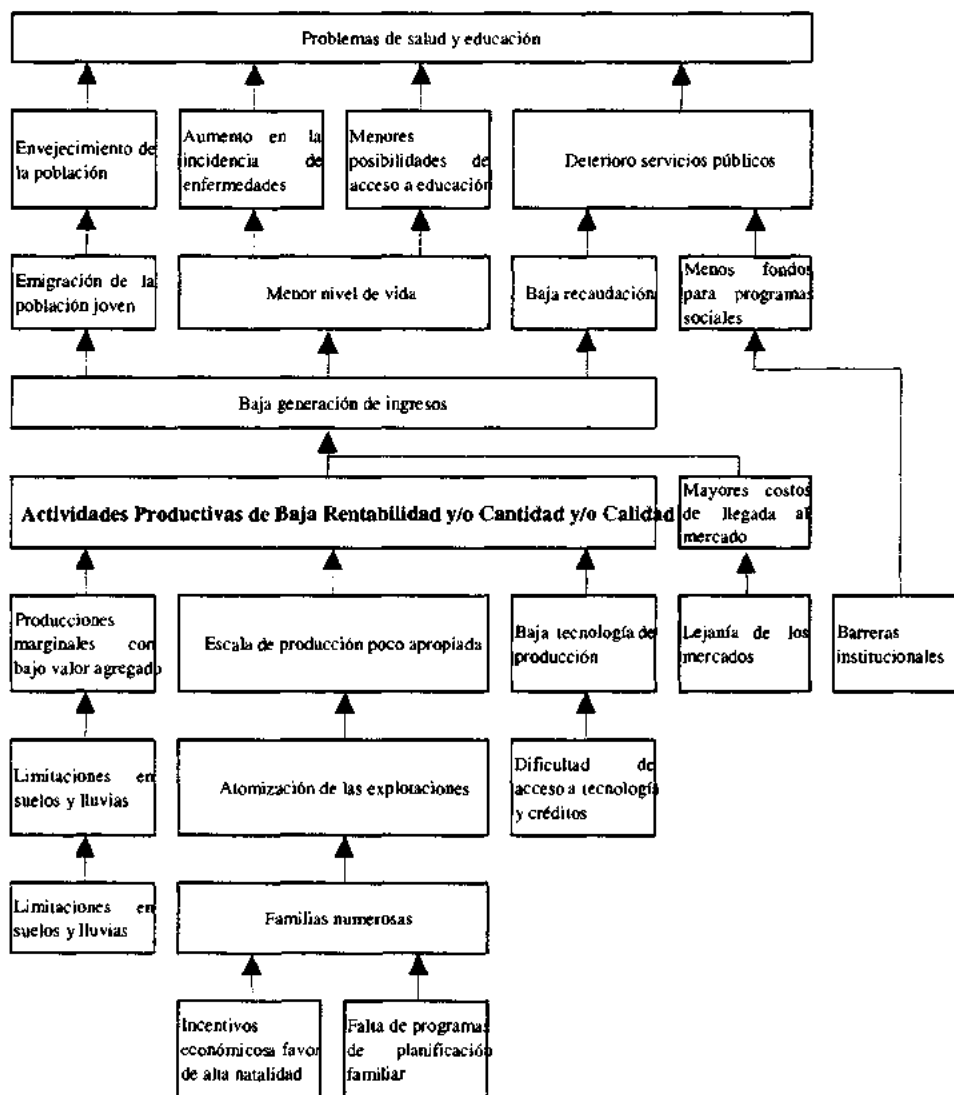 Problemas de salud y educación
Envejecimiento de
la población
Aumento en la
incidencia de
enfermedades
Menores
posibilidades de
acceso a educación
Deterioro servicios públicos
Emigración de la
población joven
Menor nivel de vida
Baja recaudación
Menos fondos
para programas
sociales
Baja generación de ingresos
Actividades Productivas de Baja Rentabilidad y/o Cantidad y/o Calidad
Mayores costos
de llegada al
mercado
Producciones
marginales con
bajo valor agregado
Escala de producción poco apropiada
Baja tecnología de
producción
Lejanía de los
mercados
Barreras
institucionales
Limitaciones en
suelos y lluvias
Atomización de las explotaciones
Dificultad de
acceso a tecnología
y créditos
Limitaciones en
suelos y lluvias
Familias numerosas
Incentivos
económicosa favor
de alta natalidad
Falta de programas
de planificación
familiar